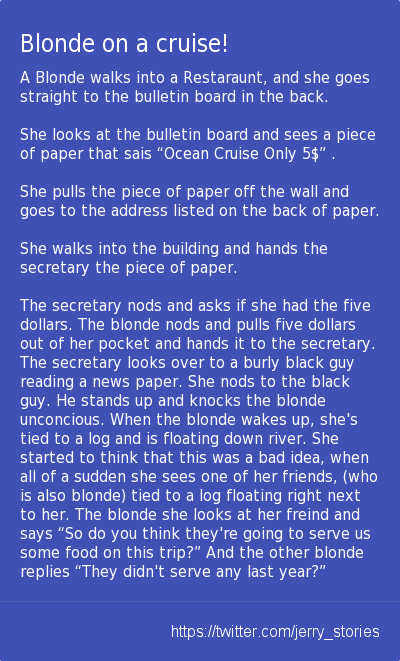 Blonde on a cruise!
A Blonde walks into a Restaraunt, and she goes
straight to the bulletin board in the back.
She looks at the bulletin board and sees a piece
of paper that sais “Ocean Cruise Only 5$” .
She pulls the piece of paper off the wall and
goes to the address listed on the back of paper.
She walks into the building and hands the
secretary the piece of paper.
The secretary nods and asks if she had the five
dollars. The blonde nods and pulls five dollars
out of her pocket and hands it to the secretary.
The secretary looks over to a burly black guy
reading a news paper. She nods to the black
guy. He stands up and knocks the blonde
unconcious. When the blonde wakes up, she's
tied to a log and is floating down river. She
started to think that this was a bad idea, when
all of a sudden she sees one of her friends, (who
is also blonde) tied to a log floating right next
to her. The blonde she looks at her freind and
says “So do you think they're going to serve us
some food on this trip?” And the other blonde
replies “They didn't serve any last year?”
https://twitter.com/jerry_stories